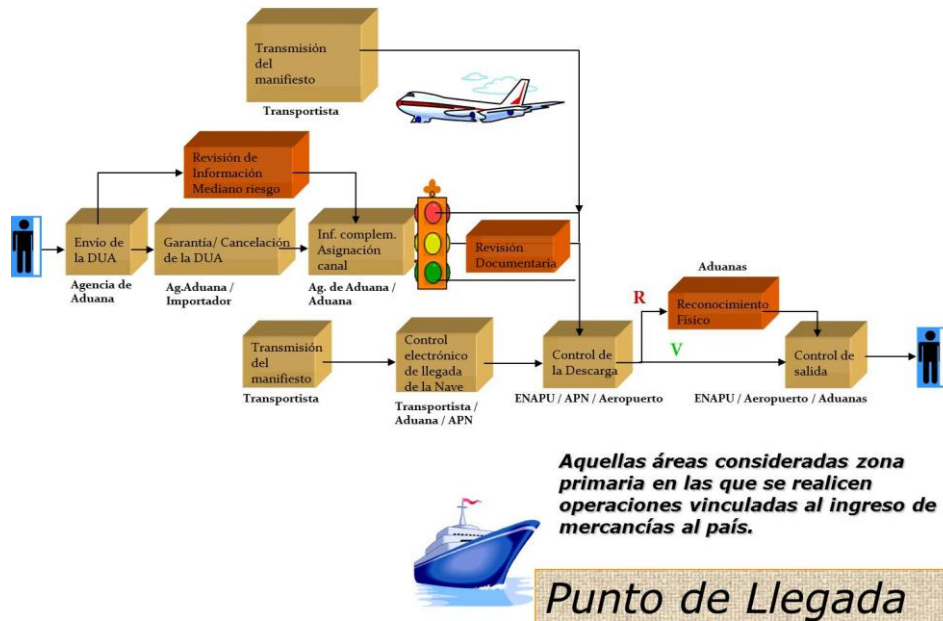 Transmisión
del
manifiesto
Transportista
Revisión de
Información
Mediano riesgo
Envío de
la DUA
Agencia de
Aduana
Garantía/ Cancelación
de la DUA
Ag.Aduana /
Importador
Inf. complem.
Asignación
canal
Ag. de Aduana /
Aduana
Revisión
Documentaria
Aduanas
R
Reconocimiento
Físico
V
Transmisión
del
manifiesto
Transportista
Control
electrónico
de llegada
de la Nave
Transportista /
Aduana / APN
Control de
la Descarga
ENAPU / APN / Aeropuerto
Control de
salida
ENAPU / Aeropuerto / Aduanas
Aquellas áreas consideradas zona
primaria en las que se realicen
operaciones vinculadas al ingreso de
mercancías al país.
Punto de Llegada